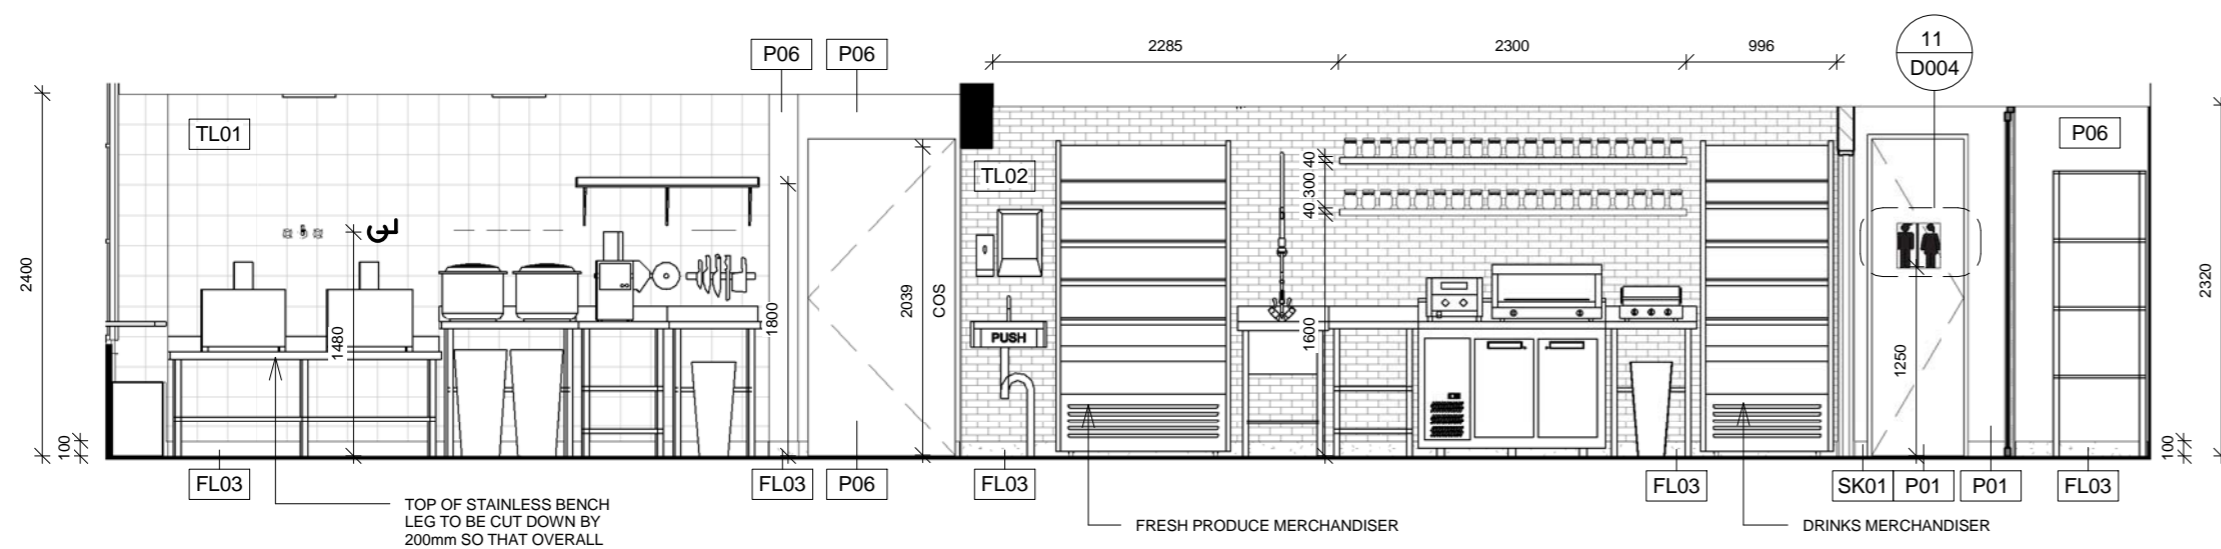 2285
2300
996
11
D004
P06
P06
TL01
TL02
P06
2400
100
1480
1800
2039
COS
40
300
40
1600
1250
2320
100
PUSH
FL03
FL03
P06
FL03
FL03
SK01
P01
P01
FL03
TOP OF STAINLESS BENCH
LEG TO BE CUT DOWN BY
200mm SO THAT OVERALL
FRESH PRODUCE MERCHANDISER
DRINKS MERCHANDISER